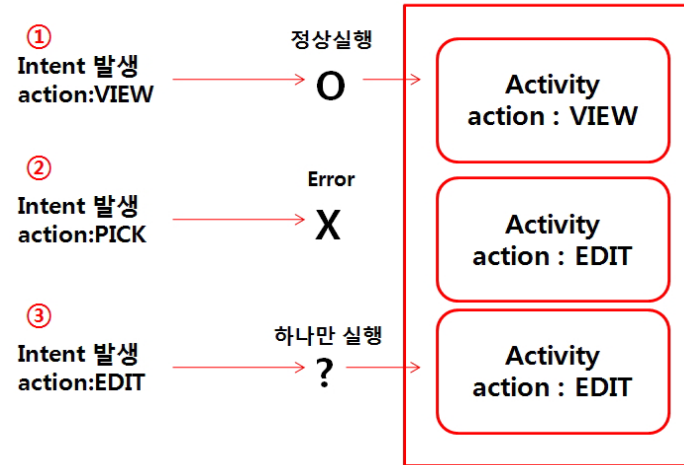 ①
Intent 발생
action:VIEW
정상실행
O
Activity
action : VIEW
②
Intent 발생
action:PICK
Error
X
Activity
action : EDIT
③
Intent 발생
action:EDIT
하나만 실행
?
Activity
action : EDIT